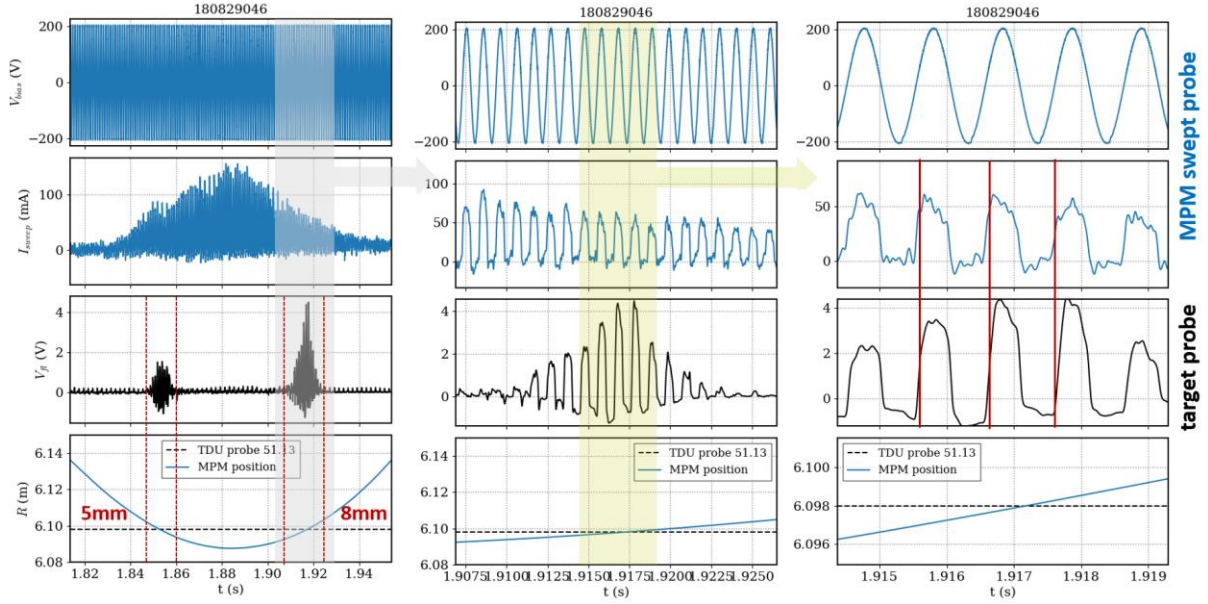 180829046
180829046
180829046
200
0
−200
V_bias (V)
200
0
−200
200
0
−200
100
0
I_sweep (mA)
100
50
0
50
0
MPM swept probe
4
2
0
V_fl (V)
4
2
0
4
2
0
target probe
6.14
6.12
6.10
6.08
R (m)
TDU probe 51.13
MPM position
5mm
8mm
1.82 1.84 1.86 1.88 1.90 1.92 1.94
t (s)
6.14
6.12
6.10
6.08
TDU probe 51.13
MPM position
1.9075 1.9100 1.9125 1.9150 1.9175 1.9200 1.9225 1.9250
t (s)
6.100
6.098
6.096
TDU probe 51.13
MPM position
1.915 1.916 1.917 1.918 1.919
t (s)